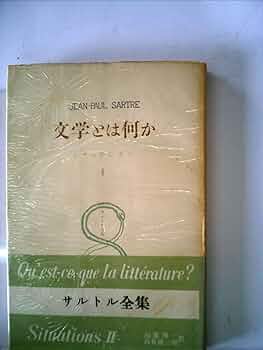 JEAN-PAUL SARTRE
文学とは何か
Qu'est-ce que la littérature?
サルトル全集
Situations II